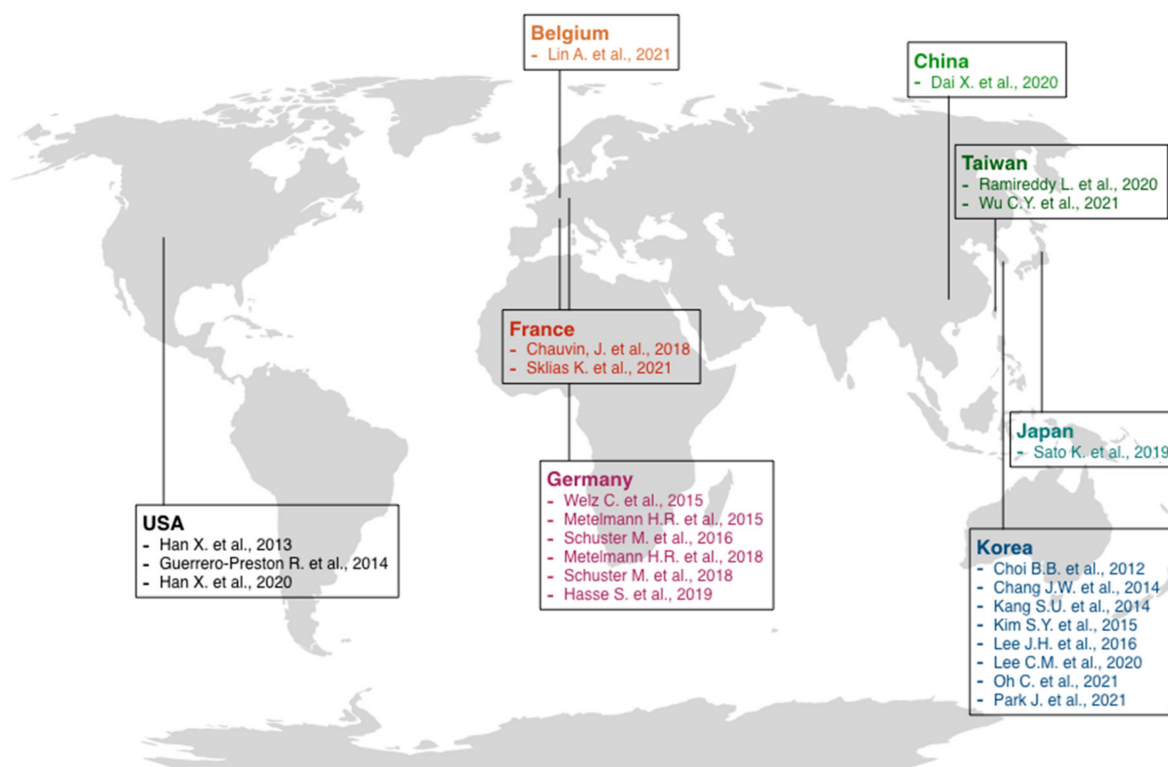 Belgium
- Lin A. et al., 2021
China
- Dai X. et al., 2020
Taiwan
- Ramireddy L. et al., 2020
- Wu C.Y. et al., 2021
France
- Chauvin, J. et al., 2018
- Sklias K. et al., 2021
Japan
- Sato K. et al., 2019
Germany
- Welz C. et al., 2015
- Metelmann H.R. et al., 2015
- Schuster M. et al., 2016
- Metelmann H.R. et al., 2018
- Schuster M. et al., 2018
- Hasse S. et al., 2019
USA
- Han X. et al., 2013
- Guerrero-Preston R. et al., 2014
- Han X. et al., 2020
Korea
- Choi B.B. et al., 2012
- Chang J.W. et al., 2014
- Kang S.U. et al., 2014
- Kim S.Y. et al., 2015
- Lee J.H. et al., 2016
- Lee C.M. et al., 2020
- Oh C. et al., 2021
- Park J. et al., 2021